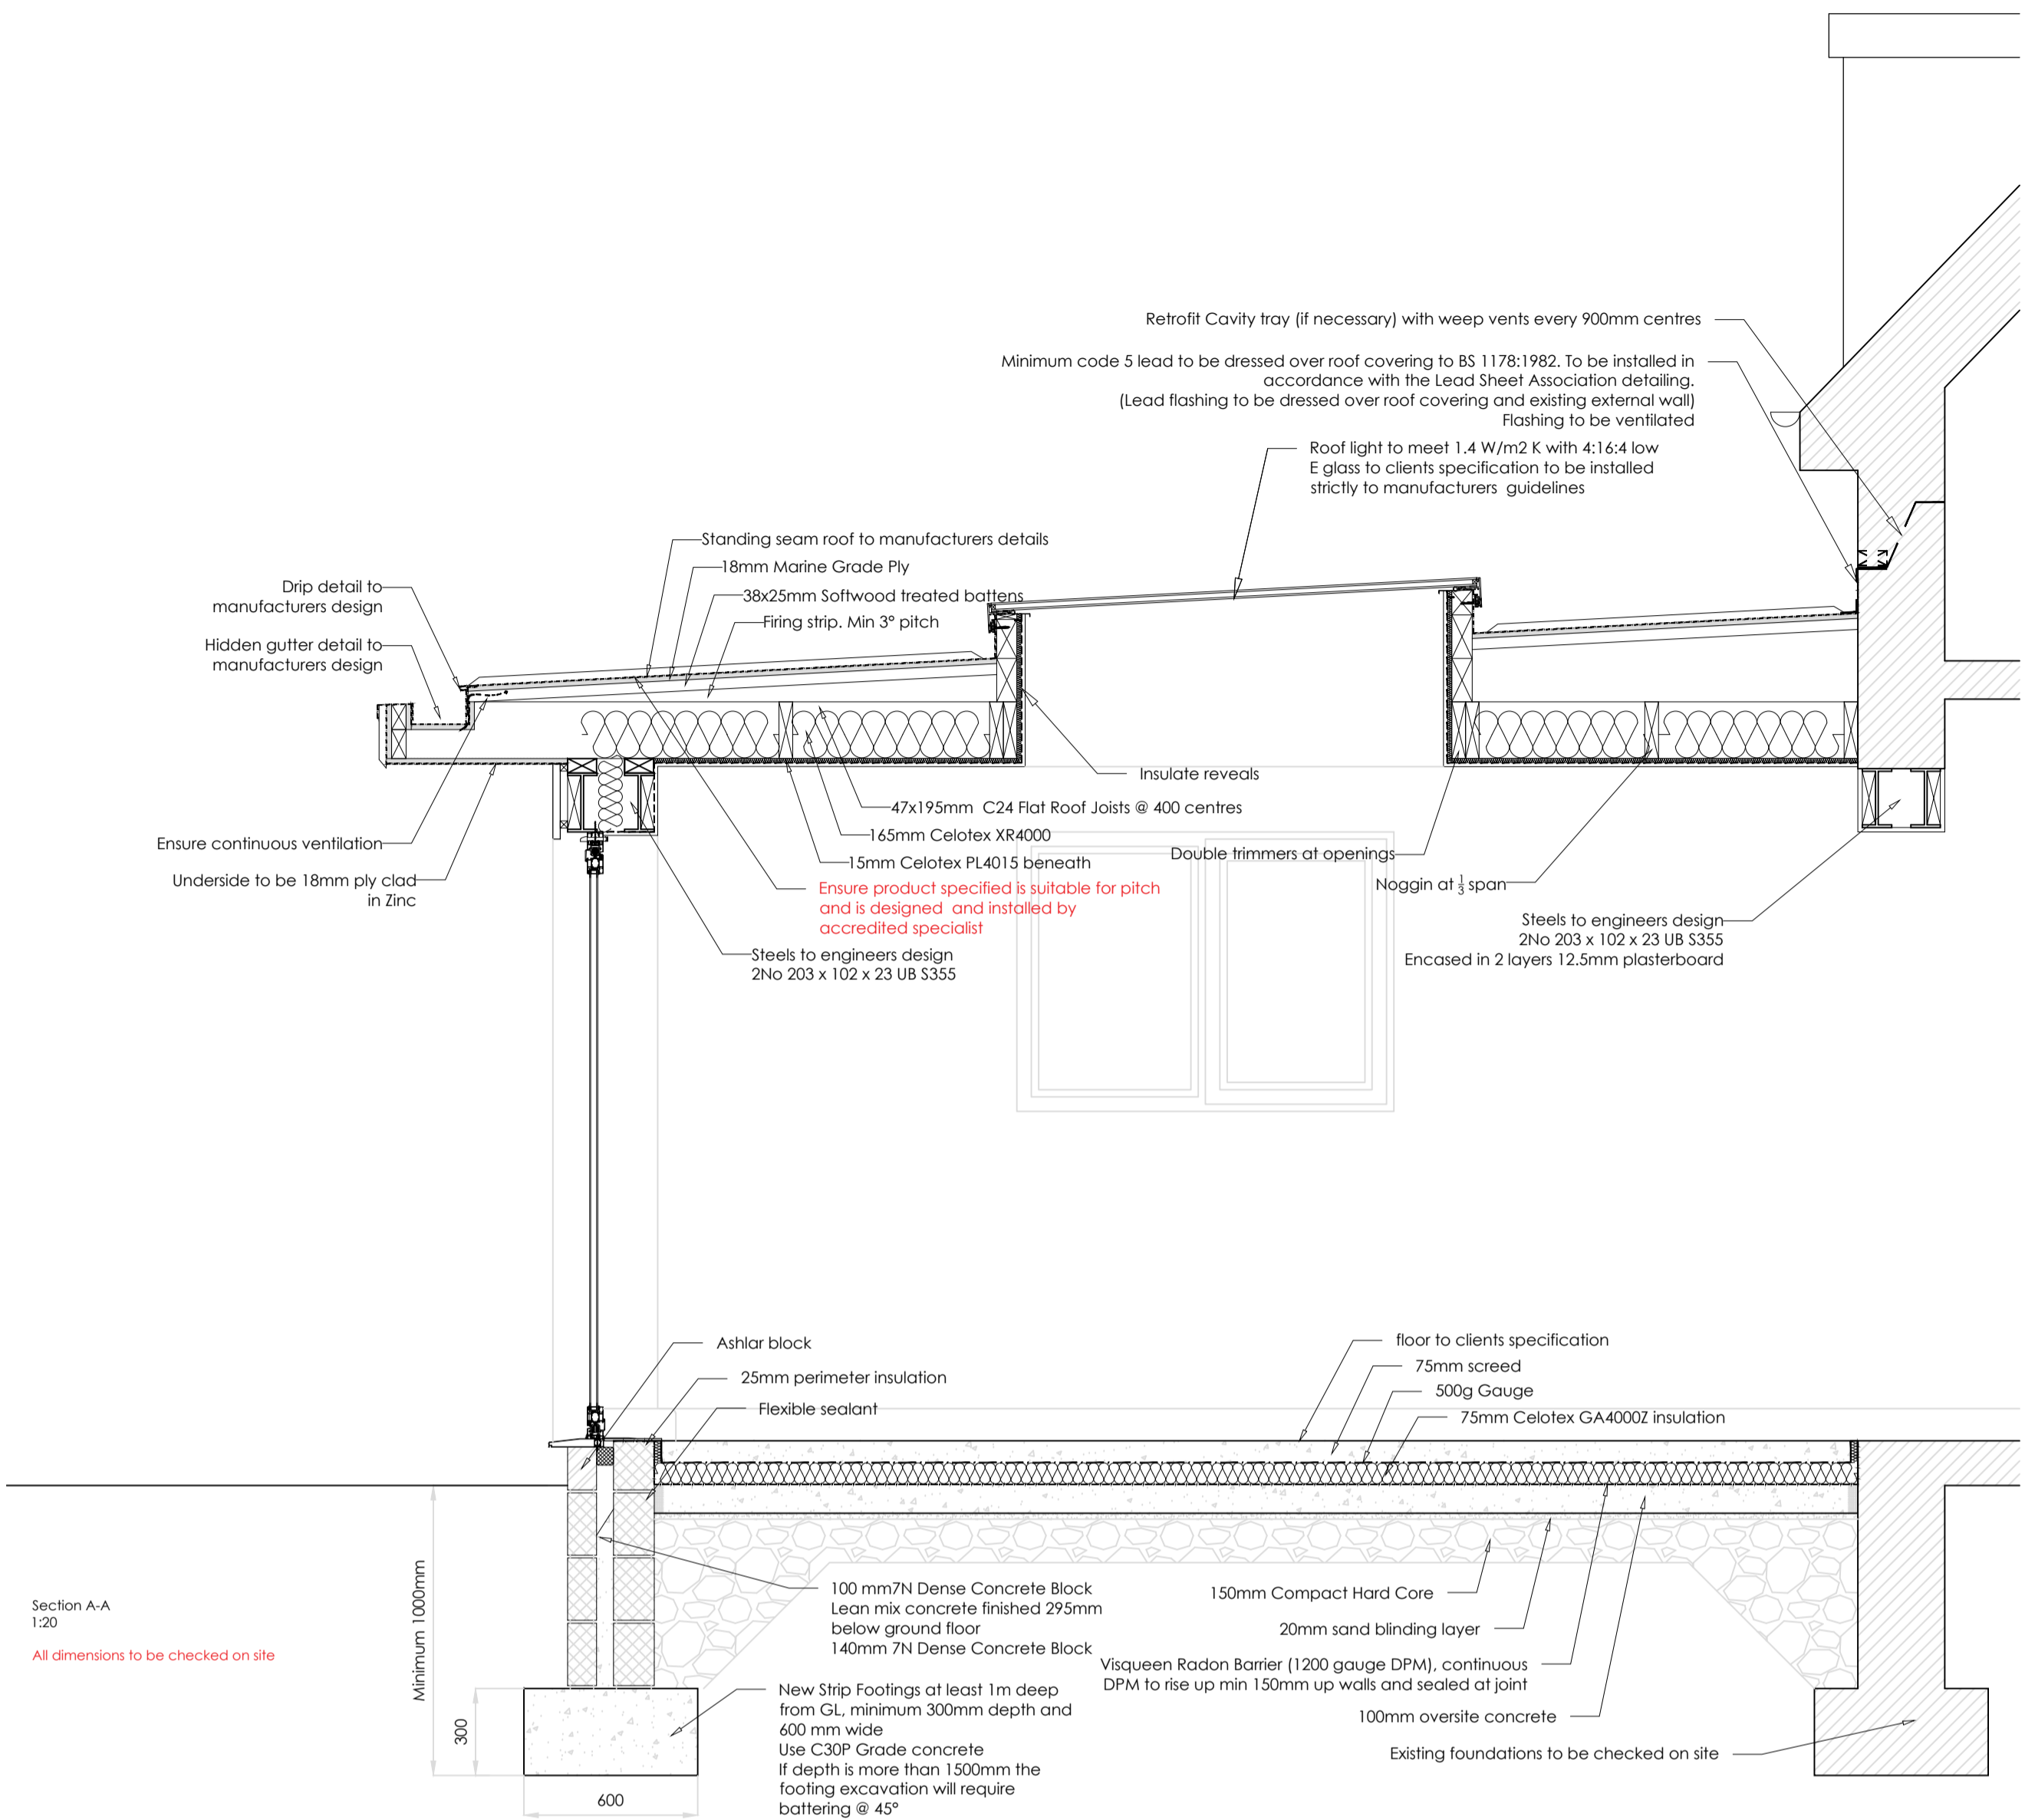 Retrofit Cavity tray (if necessary) with weep vents every 900mm centres
Minimum code 5 lead to be dressed over roof covering to BS 1178:1982. To be installed in
accordance with the Lead Sheet Association detailing.
(Lead flashing to be dressed over roof covering and existing external wall)
Flashing to be ventilated
Roof light to meet 1.4 W/m2 K with 4:16:4 low
E glass to clients specification to be installed
strictly to manufacturers guidelines
Standing seam roof to manufacturers details
18mm Marine Grade Ply
38x25mm Softwood treated battens
Firing strip. Min 3° pitch
Drip detail to
manufacturers design
Hidden gutter detail to
manufacturers design
Ensure continuous ventilation
Underside to be 18mm ply clad
in Zinc
Insulate reveals
47x195mm C24 Flat Roof Joists @ 400 centres
165mm Celotex XR4000
15mm Celotex PL4015 beneath
Ensure product specified is suitable for pitch
and is designed and installed by
accredited specialist
Steels to engineers design
2No 203 x 102 x 23 UB S355
Double trimmers at openings
Noggin at 1/3 span
Steels to engineers design
2No 203 x 102 x 23 UB S355
Encased in 2 layers 12.5mm plasterboard
Ashlar block
25mm perimeter insulation
Flexible sealant
floor to clients specification
75mm screed
500g Gauge
75mm Celotex GA4000Z insulation
100 mm7N Dense Concrete Block
Lean mix concrete finished 295mm
below ground floor
140mm 7N Dense Concrete Block
New Strip Footings at least 1m deep
from GL, minimum 300mm depth and
600 mm wide
Use C30P Grade concrete
If depth is more than 1500mm the
footing excavation will require
battering @ 45°
150mm Compact Hard Core
20mm sand blinding layer
Visqueen Radon Barrier (1200 gauge DPM), continuous
DPM to rise up min 150mm up walls and sealed at joint
100mm oversite concrete
Existing foundations to be checked on site
Minimum 1000mm
300
600
Section A-A
1:20
All dimensions to be checked on site